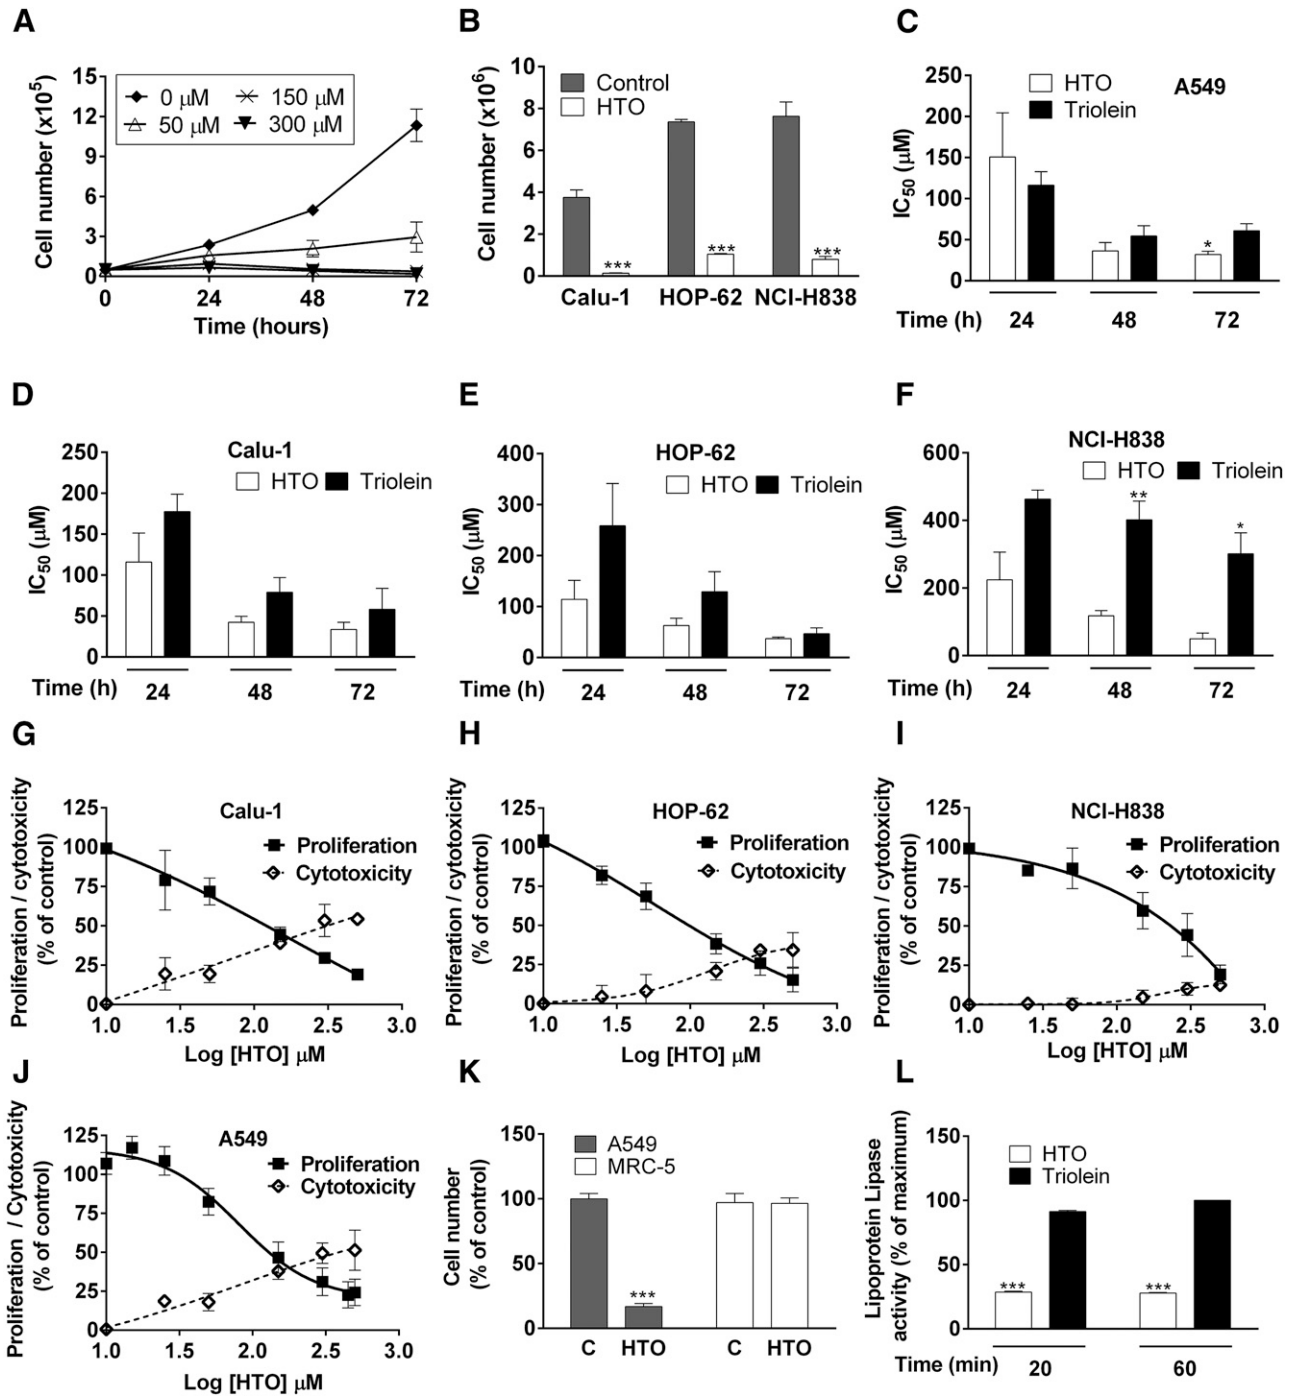 A
Cell number (x10⁵)
15
12
9
6
3
0
0 μM
150 μM
50 μM
300 μM
0
24
48
72
Time (hours)
B
Cell number (x10⁶)
10
8
6
4
2
0
Control
HTO
***
***
***
Calu-1
HOP-62
NCI-H838
C
IC₅₀ (μM)
250
200
150
100
50
0
HTO
Triolein
A549
*
Time (h)
24
48
72
D
IC₅₀ (μM)
250
200
150
100
50
0
Calu-1
HTO
Triolein
Time (h)
24
48
72
E
IC₅₀ (μM)
400
300
200
100
0
HOP-62
HTO
Triolein
Time (h)
24
48
72
F
IC₅₀ (μM)
600
400
200
0
NCI-H838
HTO
Triolein
**
*
Time (h)
24
48
72
G
Proliferation / cytotoxicity
(% of control)
125
100
75
50
25
0
Calu-1
Proliferation
Cytotoxicity
1.0
1.5
2.0
2.5
3.0
Log [HTO] μM
H
Proliferation / cytotoxicity
(% of control)
125
100
75
50
25
0
HOP-62
Proliferation
Cytotoxicity
1.0
1.5
2.0
2.5
3.0
Log [HTO] μM
I
Proliferation / cytotoxicity
(% of control)
125
100
75
50
25
0
NCI-H838
Proliferation
Cytotoxicity
1.0
1.5
2.0
2.5
3.0
Log [HTO] μM
J
Proliferation / Cytotoxicity
(% of control)
125
100
75
50
25
0
A549
Proliferation
Cytotoxicity
1.0
1.5
2.0
2.5
3.0
Log [HTO] μM
K
Cell number
(% of control)
150
100
50
0
A549
MRC-5
***
C
HTO
C
HTO
L
Lipoprotein Lipase
activity (% of maximum)
150
100
50
0
HTO
Triolein
***
***
Time (min)
20
60